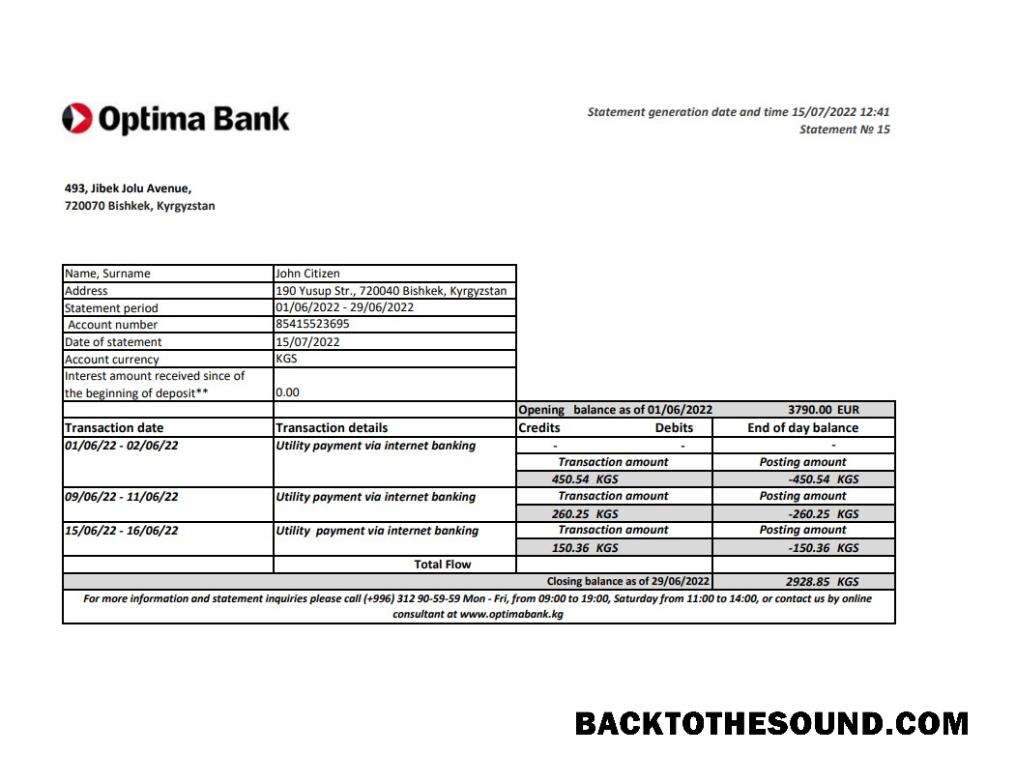 Optima Bank
Statement generation date and time 15/07/2022 12:41
Statement № 15
493, Jibek Jolu Avenue,
720070 Bishkek, Kyrgyzstan
Name, Surname John Citizen
Address 190 Yusup Str., 720040 Bishkek, Kyrgyzstan
Statement period 01/06/2022 - 29/06/2022
Account number 85415523695
Date of statement 15/07/2022
Account currency KGS
Interest amount received since of
the beginning of deposit** 0.00
Opening balance as of 01/06/2022 3790.00 EUR
Transaction date Transaction details Credits Debits End of day balance
01/06/22 - 02/06/22 Utility payment via internet banking - - -
Transaction amount Posting amount
450.54 KGS -450.54 KGS
09/06/22 - 11/06/22 Utility payment via internet banking Transaction amount Posting amount
260.25 KGS -260.25 KGS
15/06/22 - 16/06/22 Utility payment via internet banking Transaction amount Posting amount
150.36 KGS -150.36 KGS
Total Flow
Closing balance as of 29/06/2022 2928.85 KGS
For more information and statement inquiries please call (+996) 312 90-59-59 Mon - Fri, from 09:00 to 19:00, Saturday from 11:00 to 14:00, or contact us by online
consultant at www.optimabank.kg
BACKTOTHESOUND.COM